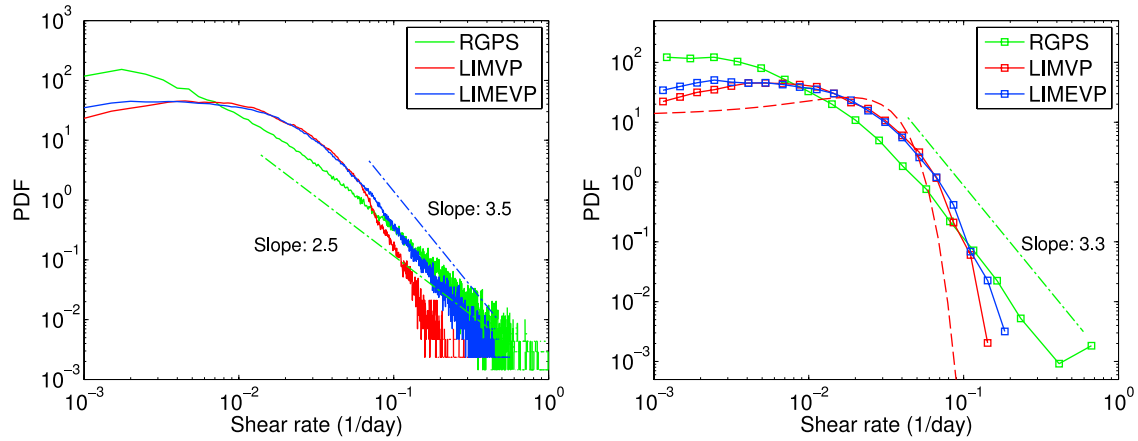 10^3
10^2
10^1
10^0
10^-1
10^-2
10^-3
PDF
10^-3
10^-2
10^-1
10^0
Shear rate (1/day)
RGPS
LIMVP
LIMEVP
Slope: 3.5
Slope: 2.5
10^2
10^1
10^0
10^-1
10^-2
10^-3
PDF
10^-3
10^-2
10^-1
10^0
Shear rate (1/day)
RGPS
LIMVP
LIMEVP
Slope: 3.3